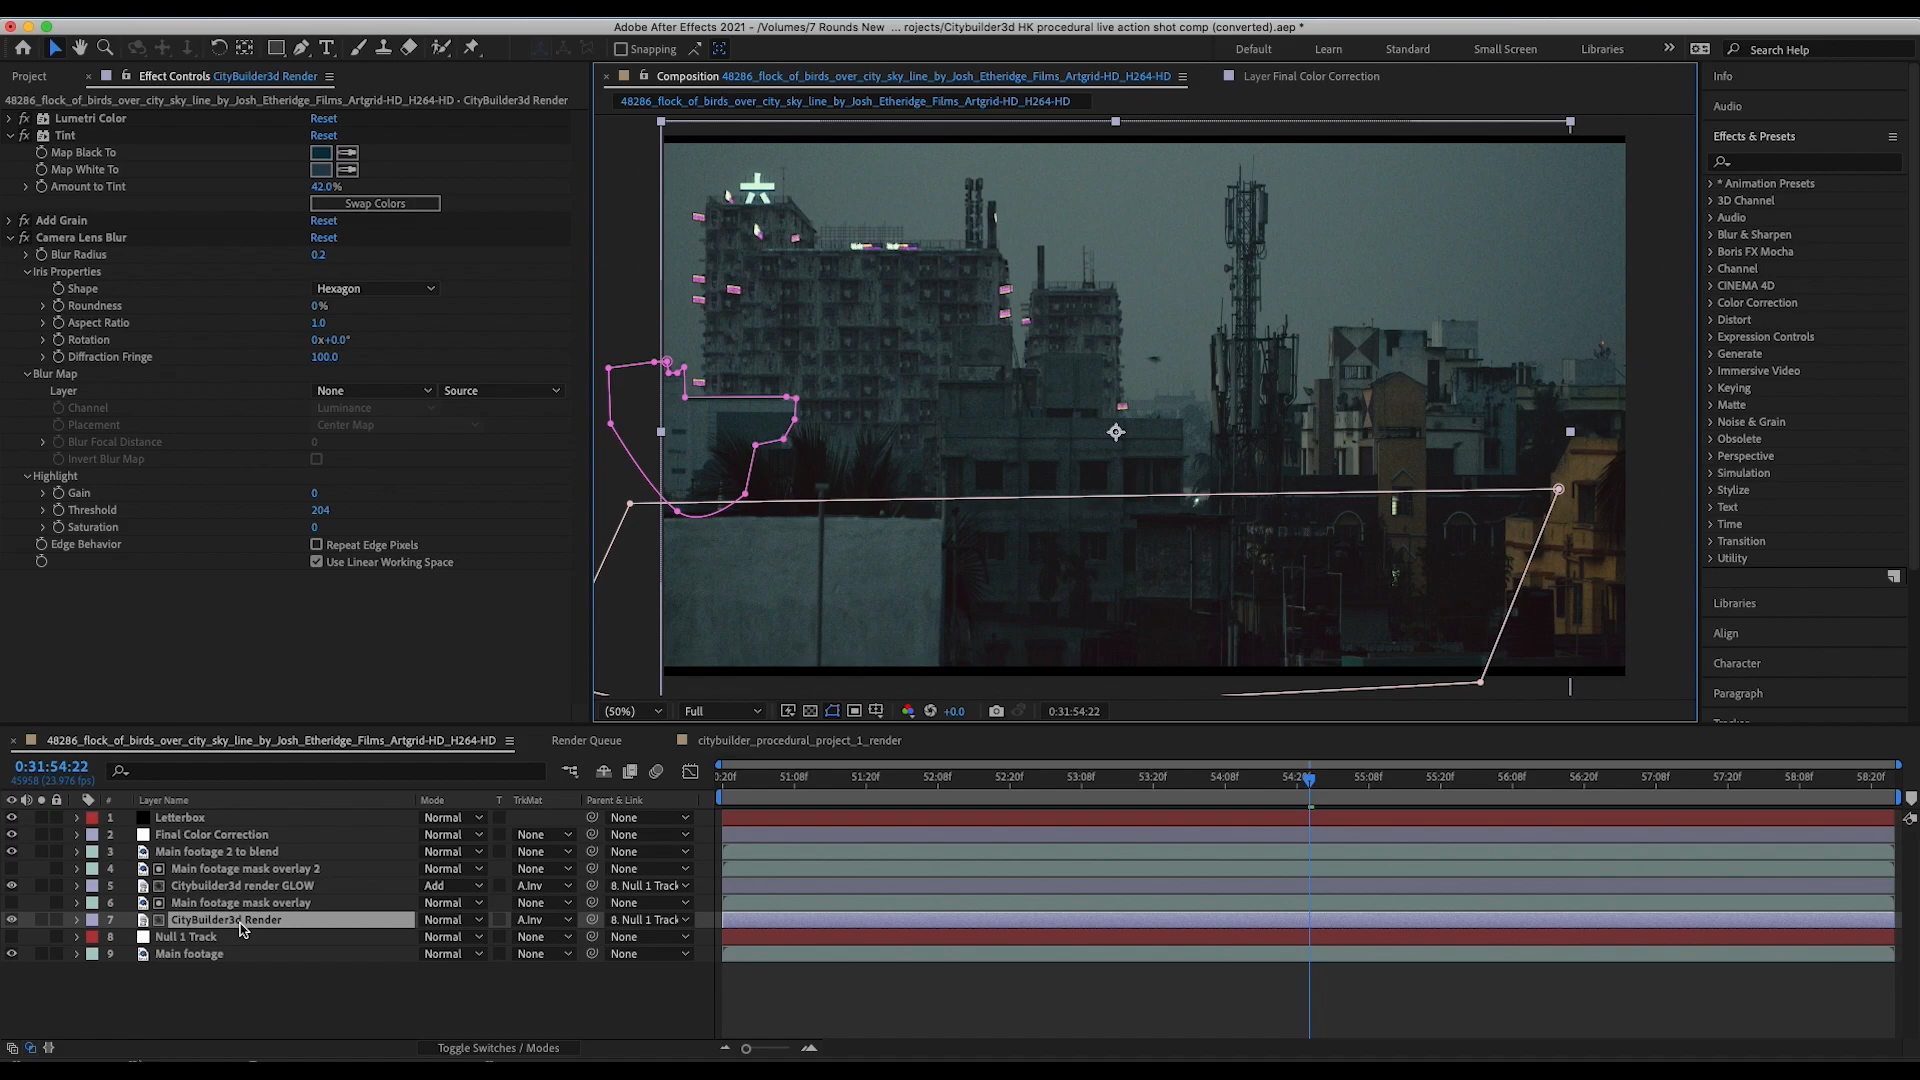 Adobe After Effects 2021 - /Volumes/7 Rounds New ... rojects/Citybuilder3d HK procedural live action shot comp (converted).aep *
Snapping
Default
Learn
Standard
Small Screen
Libraries
Search Help
Project
Effect Controls CityBuilder3d Render
48286_flock_of_birds_over_city_sky_line_by_Josh_Etheridge_Films_Artgrid-HD_H264-HD • CityBuilder3d Render
fx Lumetri Color Reset
fx Tint Reset
Map Black To
Map White To
Amount to Tint 42.0%
Swap Colors
fx Add Grain Reset
fx Camera Lens Blur Reset
Blur Radius 0.2
Iris Properties
Shape Hexagon
Roundness 0%
Aspect Ratio 1.0
Rotation 0x+0.0°
Diffraction Fringe 100.0
Blur Map
Layer None Source
Channel Luminance
Placement Center Map
Blur Focal Distance 0
Invert Blur Map
Highlight
Gain 0
Threshold 204
Saturation 0
Edge Behavior Repeat Edge Pixels
Use Linear Working Space
Composition 48286_flock_of_birds_over_city_sky_line_by_Josh_Etheridge_Films_Artgrid-HD_H264-HD
Layer Final Color Correction
48286_flock_of_birds_over_city_sky_line_by_Josh_Etheridge_Films_Artgrid-HD_H264-HD
六
(50%)
Full
+0.0
0:31:54:22
Info
Audio
Effects & Presets
* Animation Presets
3D Channel
Audio
Blur & Sharpen
Boris FX Mocha
Channel
CINEMA 4D
Color Correction
Distort
Expression Controls
Generate
Immersive Video
Keying
Matte
Noise & Grain
Obsolete
Perspective
Simulation
Stylize
Text
Time
Transition
Utility
Libraries
Align
Character
Paragraph
48286_flock_of_birds_over_city_sky_line_by_Josh_Etheridge_Films_Artgrid-HD_H264-HD
Render Queue
citybuilder_procedural_project_1_render
0:31:54:22
45958 (23.976 fps)
:20f 51:08f 51:20f 52:08f 52:20f 53:08f 53:20f 54:08f 54:20 55:08f 55:20f 56:08f 56:20f 57:08f 57:20f 58:08f 58:20f
# Layer Name Mode T TrkMat Parent & Link
1 Letterbox Normal None
2 Final Color Correction Normal None None
3 Main footage 2 to blend Normal None None
4 Main footage mask overlay 2 Normal None None
5 Citybuilder3d render GLOW Add A.Inv 8. Null 1 Track
6 Main footage mask overlay Normal None None
7 CityBuilder3d Render Normal A.Inv 8. Null 1 Track
8 Null 1 Track Normal None None
9 Main footage Normal None None
Toggle Switches / Modes